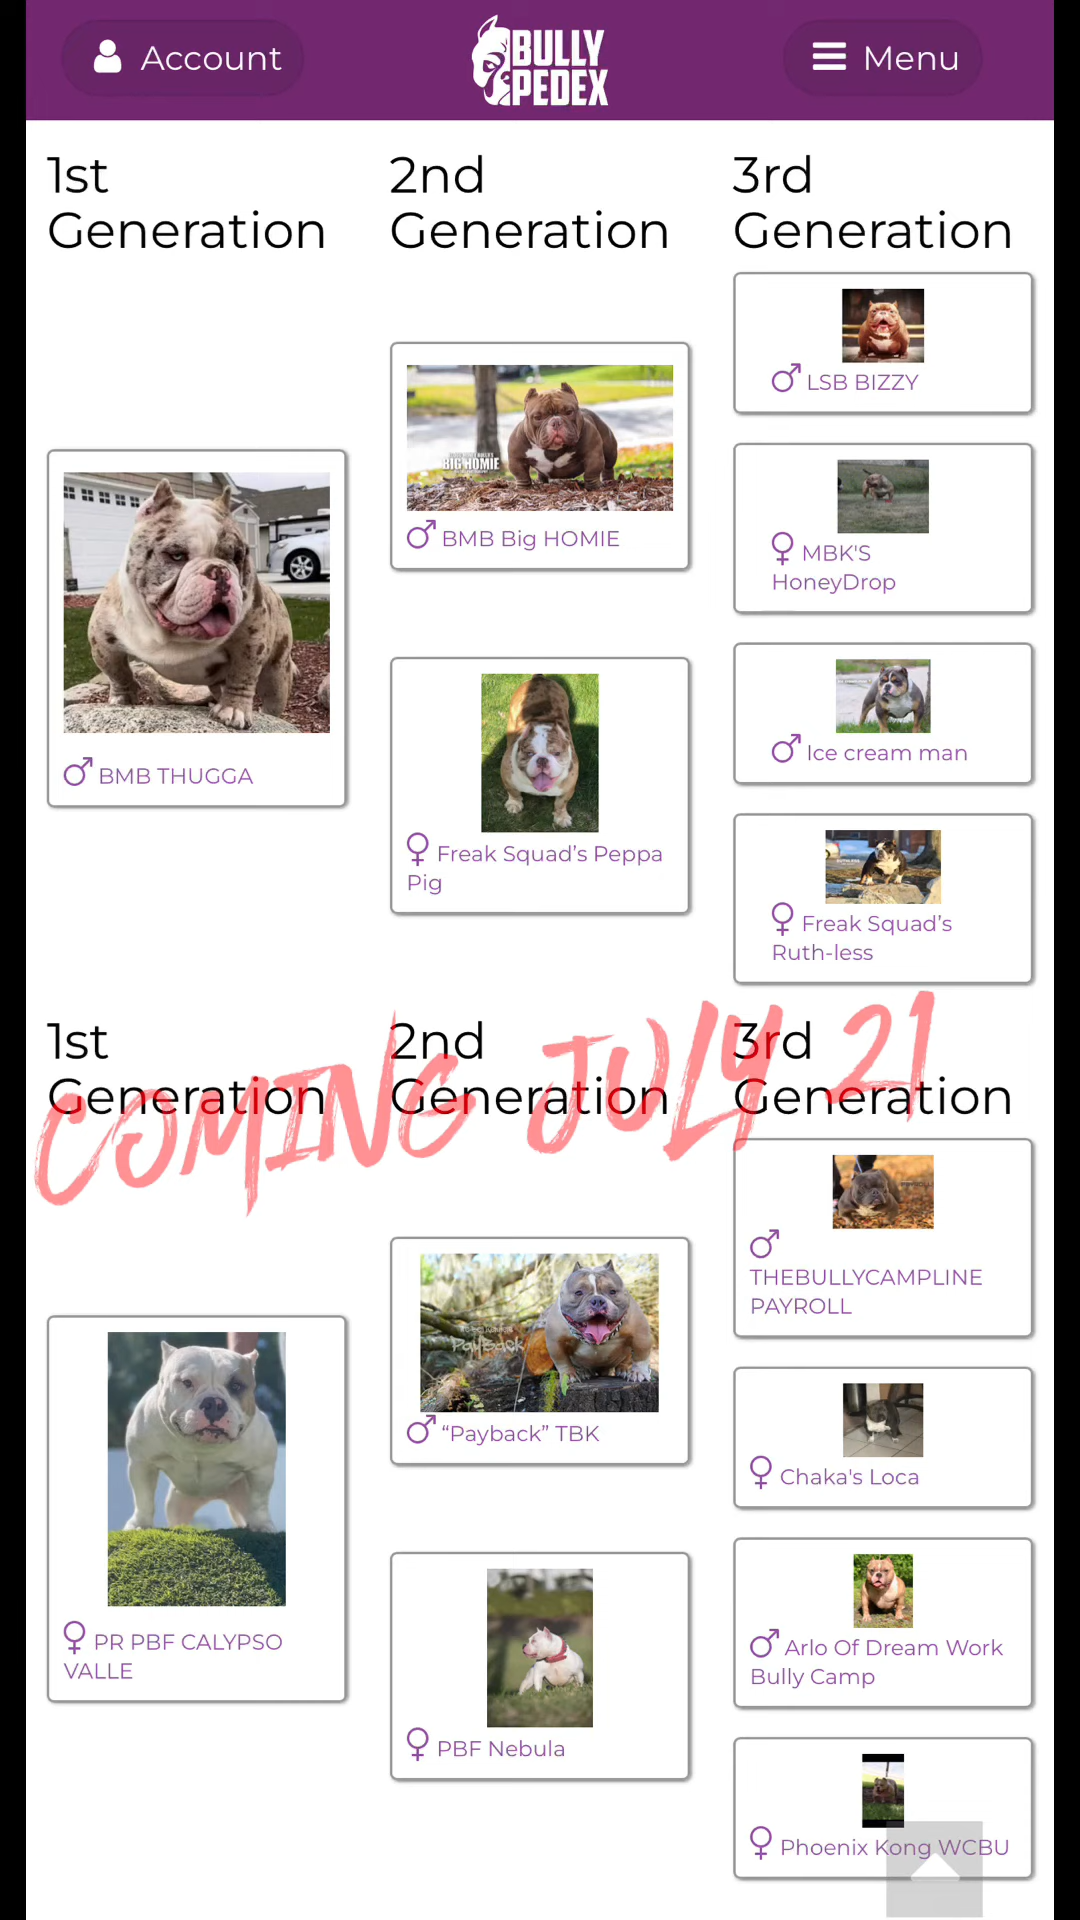 Account
BULLY
PEDEX
Menu
1st
Generation
2nd
Generation
3rd
Generation
BMB THUGGA
BIG HOMIE
BMB Big HOMIE
Freak Squad’s Peppa
Pig
LSB BIZZY
MBK'S
HoneyDrop
Ice cream man
Freak Squad’s
Ruth-less
COMING JULY 21
1st
Generation
2nd
Generation
3rd
Generation
PR PBF CALYPSO
VALLE
PayBack
“Payback” TBK
PBF Nebula
THEBULLYCAMPLINE
PAYROLL
Chaka's Loca
Arlo Of Dream Work
Bully Camp
Phoenix Kong WCBU